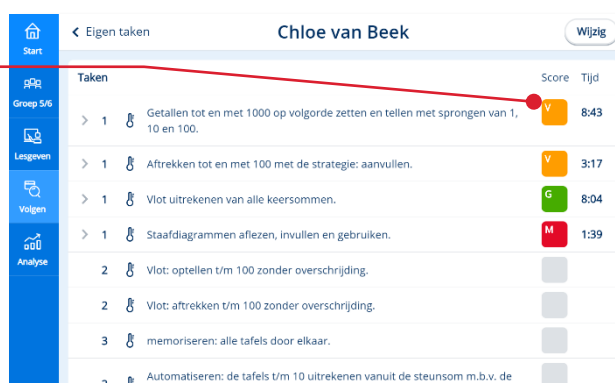 Start
Groep 5/6
Lesgeven
Volgen
Analyse
Eigen taken
Chloe van Beek
Wijzig
Taken
Score Tijd
1 Getallen tot en met 1000 op volgorde zetten en tellen met sprongen van 1, V 8:43
10 en 100.
1 Aftrekken tot en met 100 met de strategie: aanvullen. V 3:17
1 Vlot uitrekenen van alle keersommen. G 8:04
1 Staafdiagrammen aflezen, invullen en gebruiken. M 1:39
2 Vlot: optellen t/m 100 zonder overschrijding.
2 Vlot: aftrekken t/m 100 zonder overschrijding.
3 memoriseren: alle tafels door elkaar.
Automatiseren: de tafels t/m 10 uitrekenen vanuit de steunsom m.b.v. de